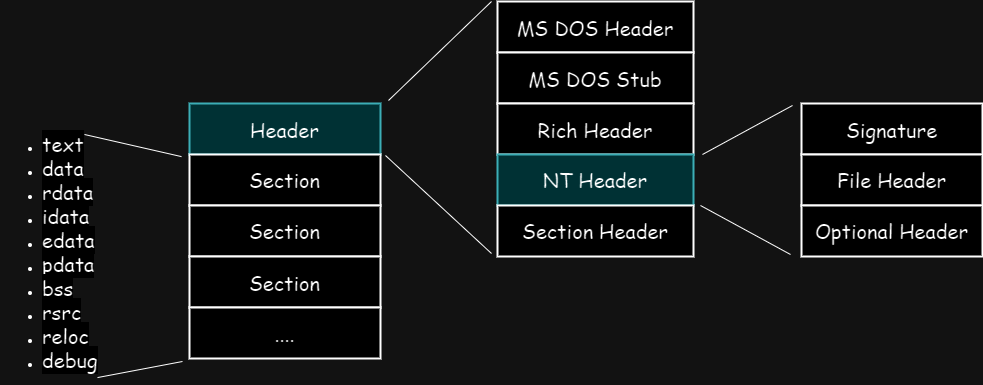 text
data
rdata
idata
edata
pdata
bss
rsrc
reloc
debug
Header
Section
Section
Section
....
MS DOS Header
MS DOS Stub
Rich Header
NT Header
Section Header
Signature
File Header
Optional Header